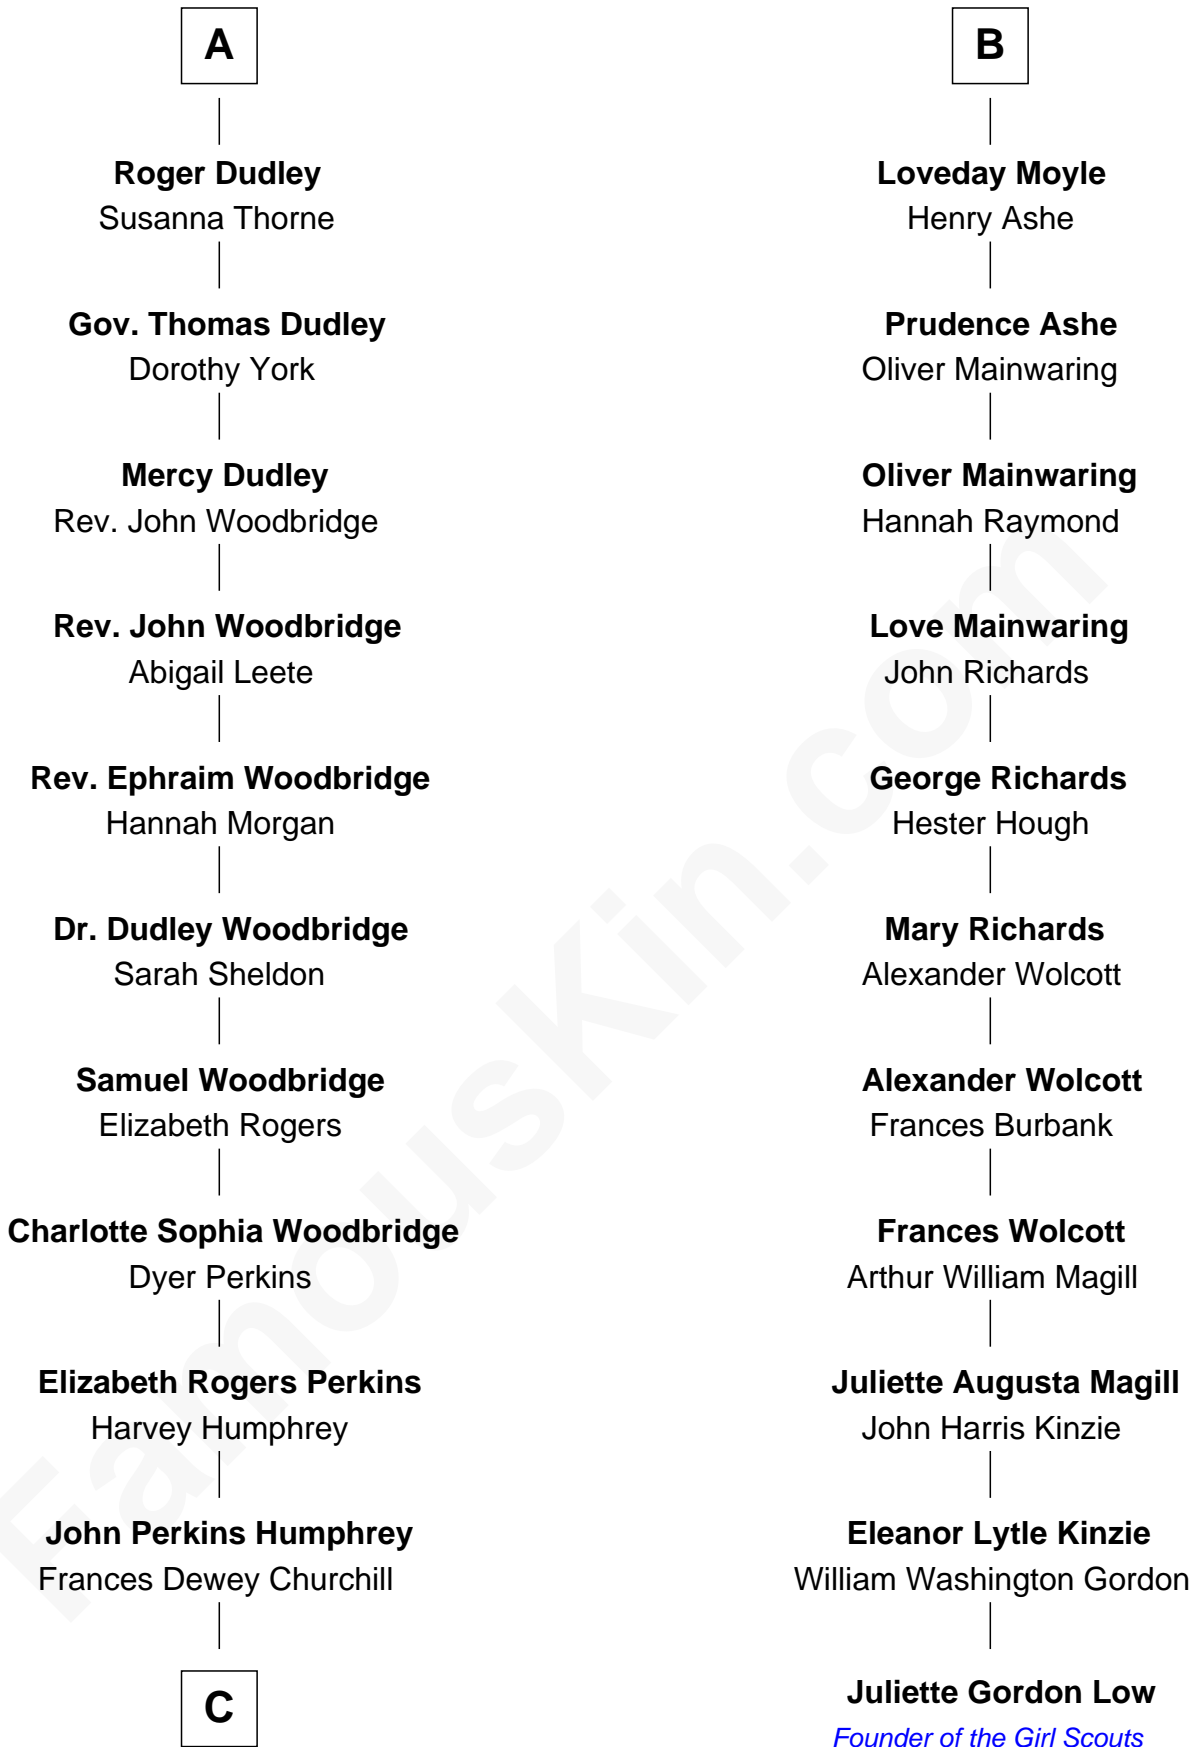 A
Roger Dudley
Susanna Thorne
Gov. Thomas Dudley
Dorothy York
Mercy Dudley
Rev. John Woodbridge
Rev. John Woodbridge
Abigail Leete
Rev. Ephraim Woodbridge
Hannah Morgan
Dr. Dudley Woodbridge
Sarah Sheldon
Samuel Woodbridge
Elizabeth Rogers
Charlotte Sophia Woodbridge
Dyer Perkins
Elizabeth Rogers Perkins
Harvey Humphrey
John Perkins Humphrey
Frances Dewey Churchill
C
B
Loveday Moyle
Henry Ashe
Prudence Ashe
Oliver Mainwaring
Oliver Mainwaring
Hannah Raymond
Love Mainwaring
John Richards
George Richards
Hester Hough
Mary Richards
Alexander Wolcott
Alexander Wolcott
Frances Burbank
Frances Wolcott
Arthur William Magill
Juliette Augusta Magill
John Harris Kinzie
Eleanor Lytle Kinzie
William Washington Gordon
Juliette Gordon Low
Founder of the Girl Scouts
FamousKin.com